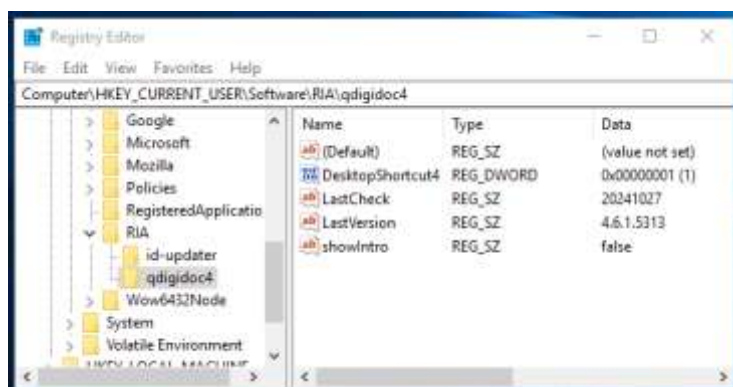 Registry Editor
File Edit View Favorites Help
Computer\HKEY_CURRENT_USER\Software\RIA\qdigidoc4
Google
Microsoft
Mozilla
Policies
RegisteredApplicatio
RIA
id-updater
qdigidoc4
Wow6432Node
System
Volatile Environment
HKEY_LOCAL_MACHINE
Name Type Data
(Default) REG_SZ (value not set)
DesktopShortcut4 REG_DWORD 0x00000001 (1)
LastCheck REG_SZ 20241027
LastVersion REG_SZ 4.6.1.5313
showIntro REG_SZ false